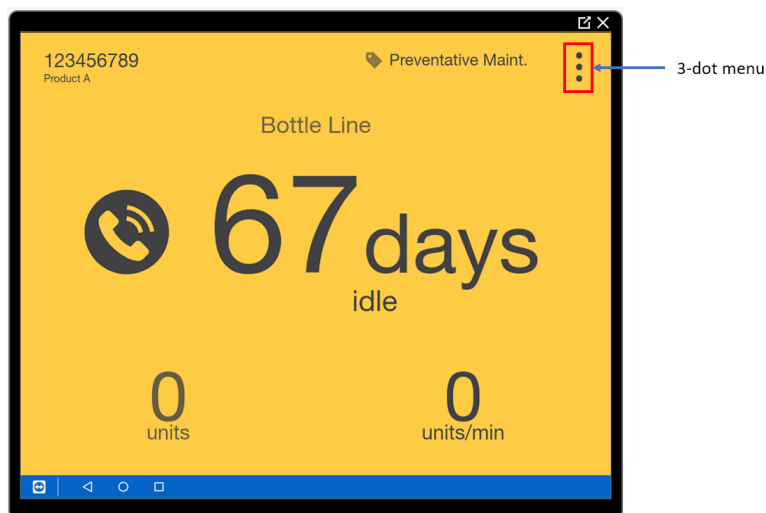 123456789
Product A
Preventative Maint.
3-dot menu
Bottle Line
67 days
idle
0
units
0
units/min